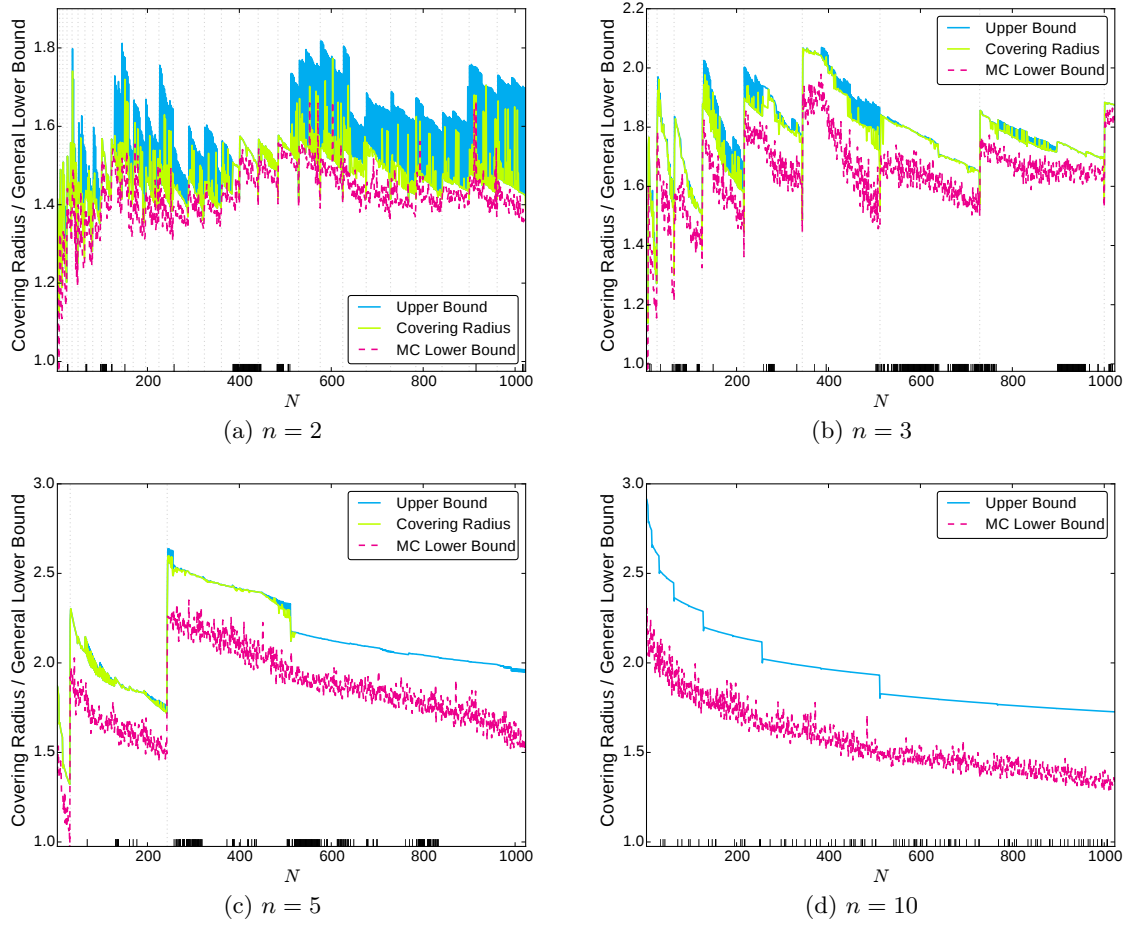 Covering Radius / General Lower Bound
1.8
1.6
1.4
1.2
1.0
Upper Bound
Covering Radius
MC Lower Bound
200 400 600 800 1000
N
(a) n = 2
Covering Radius / General Lower Bound
2.2
2.0
1.8
1.6
1.4
1.2
1.0
Upper Bound
Covering Radius
MC Lower Bound
200 400 600 800 1000
N
(b) n = 3
Covering Radius / General Lower Bound
3.0
2.5
2.0
1.5
1.0
Upper Bound
Covering Radius
MC Lower Bound
200 400 600 800 1000
N
(c) n = 5
Covering Radius / General Lower Bound
3.0
2.5
2.0
1.5
1.0
Upper Bound
MC Lower Bound
200 400 600 800 1000
N
(d) n = 10